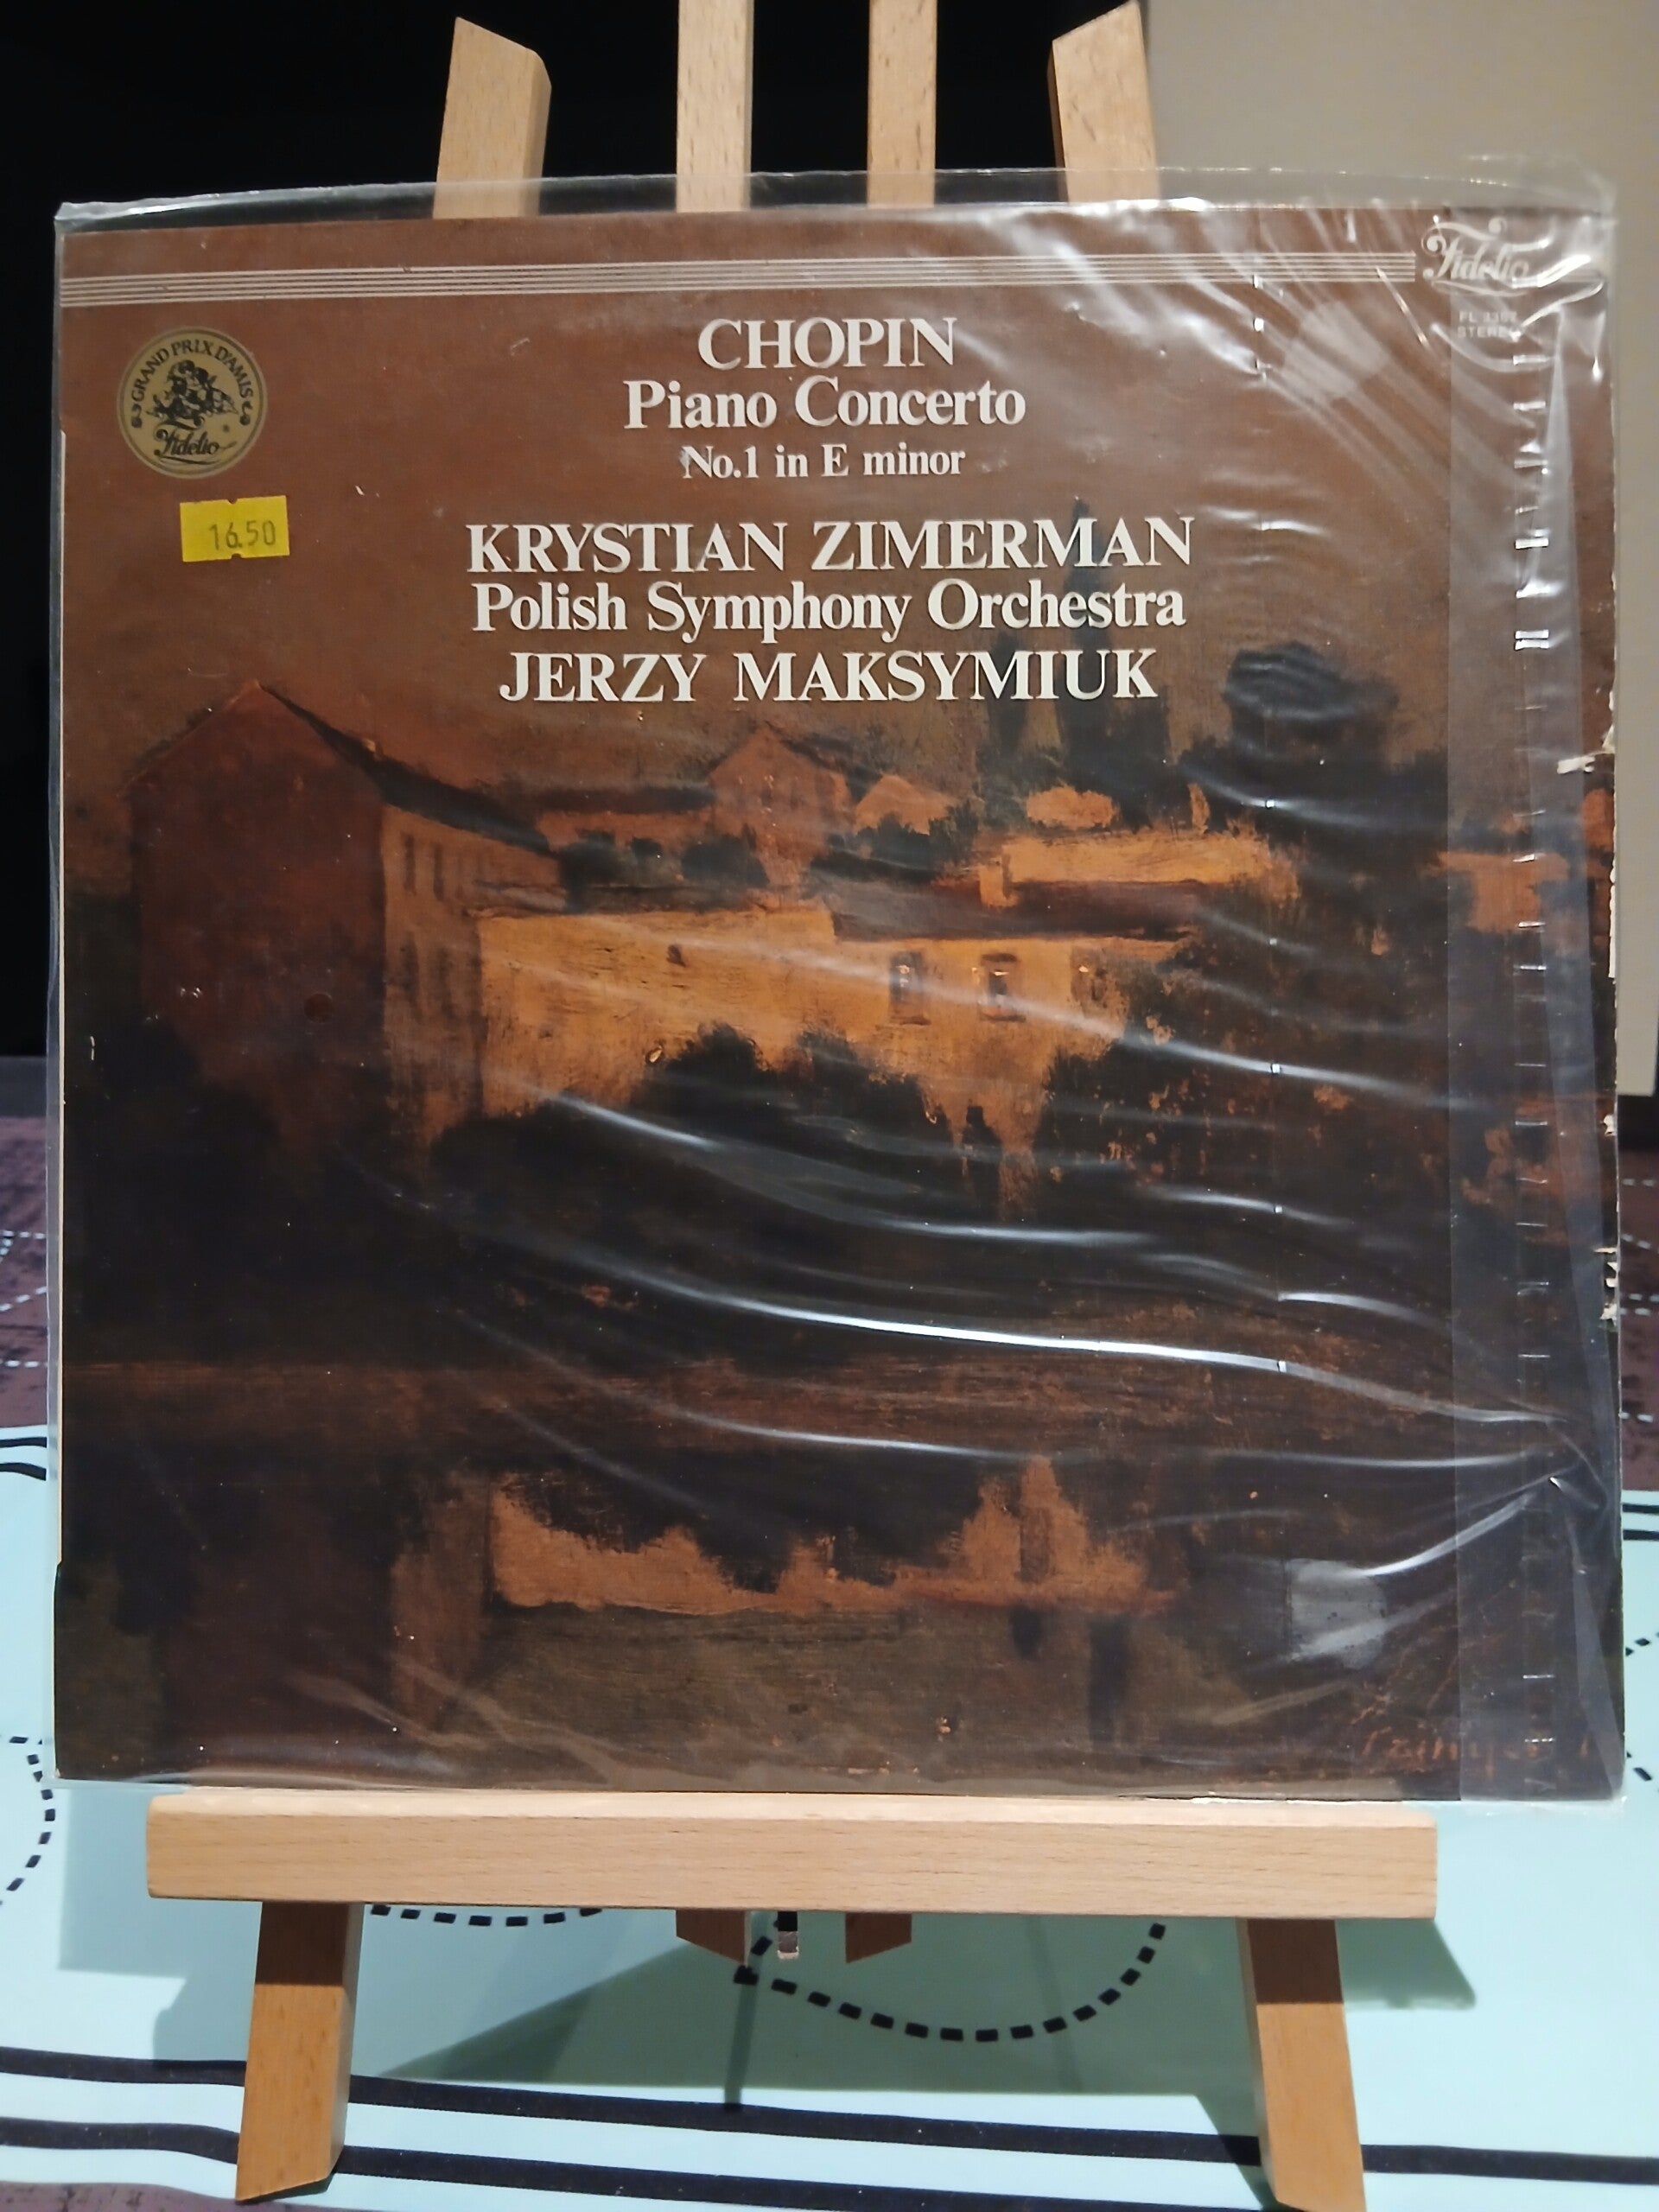 Fidelio
STEREO
CHOPIN
Piano Concerto
No.1 in E minor
GRAND PRIX D'AMIS
Fidelio
16.50
KRYSTIAN ZIMERMAN
Polish Symphony Orchestra
JERZY MAKSYMIUK